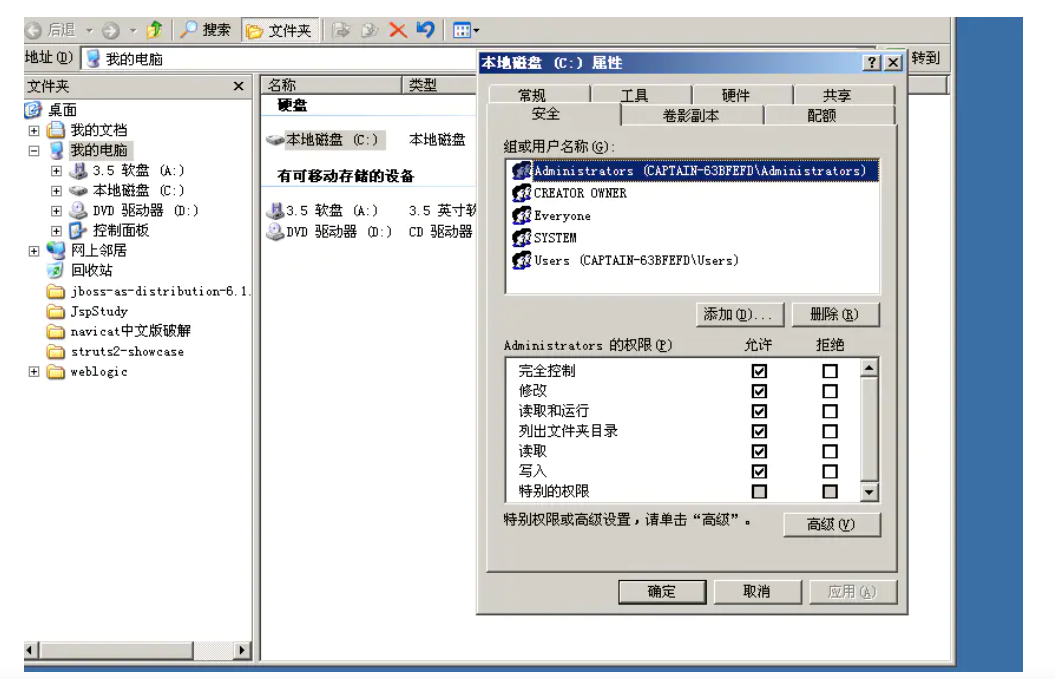 后退 搜索 文件夹
地址(D) 我的电脑 转到
文件夹 x
桌面
我的文档
我的电脑
3.5 软盘 (A:)
本地磁盘 (C:)
DVD 驱动器 (D:)
控制面板
网上邻居
回收站
jboss-as-distribution-6.1.
JspStudy
navicat中文版破解
struts2-showcase
weblogic
名称 类型
硬盘
本地磁盘 (C:) 本地磁盘
有可移动存储的设备
3.5 软盘 (A:) 3.5 英寸软
DVD 驱动器 (D:) CD 驱动器
本地磁盘 (C:) 属性
常规 工具 硬件 共享
安全 卷影副本 配额
组或用户名称(G):
Administrators (CAPTAIN-63BFEFD\Administrators)
CREATOR OWNER
Everyone
SYSTEM
Users (CAPTAIN-63BFEFD\Users)
添加(D)... 删除(R)
Administrators 的权限(P) 允许 拒绝
完全控制
修改
读取和运行
列出文件夹目录
读取
写入
特别的权限
特别权限或高级设置，请单击“高级”。
高级(V)
确定 取消 应用(A)